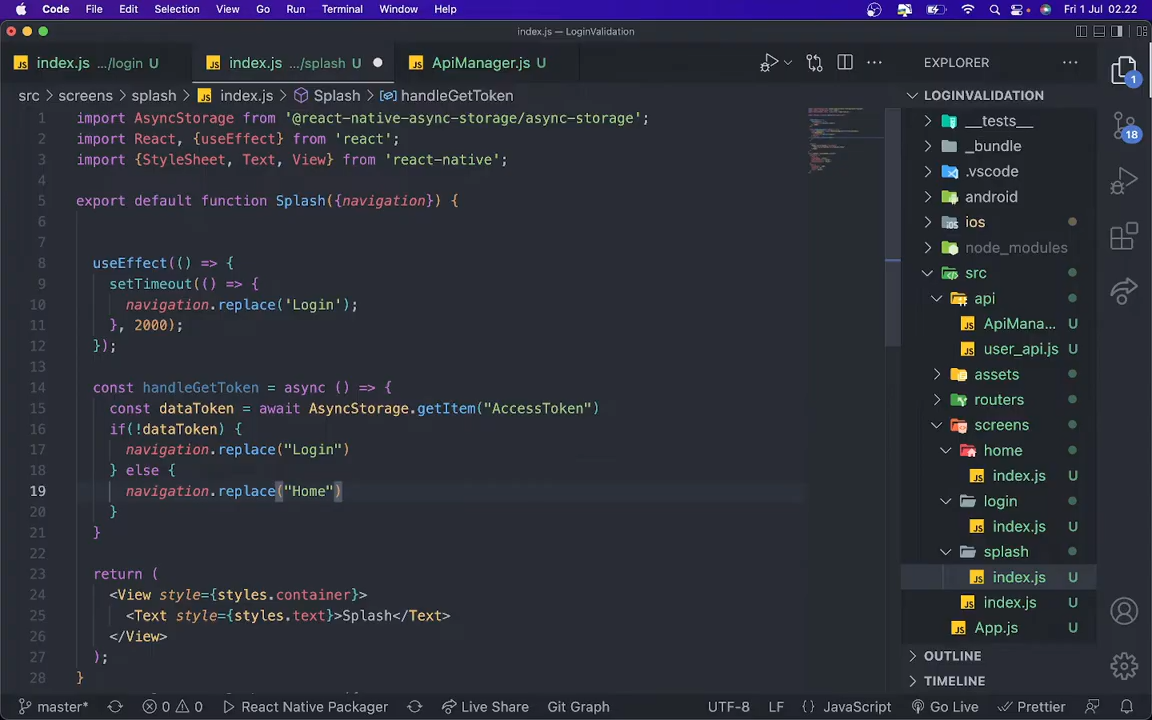 Code File Edit Selection View Go Run Terminal Window Help Fri 1 Jul 02.22
index.js — LoginValidation
index.js .../login U index.js .../splash U ApiManager.js U
src > screens > splash > index.js > Splash > handleGetToken
1 import AsyncStorage from '@react-native-async-storage/async-storage';
2 import React, {useEffect} from 'react';
3 import {StyleSheet, Text, View} from 'react-native';
4
5 export default function Splash({navigation}) {
6
7
8 useEffect(() => {
9 setTimeout(() => {
10 navigation.replace('Login');
11 }, 2000);
12 });
13
14 const handleGetToken = async () => {
15 const dataToken = await AsyncStorage.getItem("AccessToken")
16 if(!dataToken) {
17 navigation.replace("Login")
18 } else {
19 navigation.replace("Home")
20 }
21 }
22
23 return (
24 <View style={styles.container}>
25 <Text style={styles.text}>Splash</Text>
26 </View>
27 );
28 }
EXPLORER
LOGINVALIDATION
__tests__
_bundle
.vscode
android
ios
node_modules
src
api
ApiMana... U
user_api.js U
assets
routers
screens
home
index.js U
login
index.js U
splash
index.js U
index.js U
App.js U
OUTLINE
TIMELINE
1
18
master* 0 0 React Native Packager Live Share Git Graph UTF-8 LF {} JavaScript Go Live Prettier